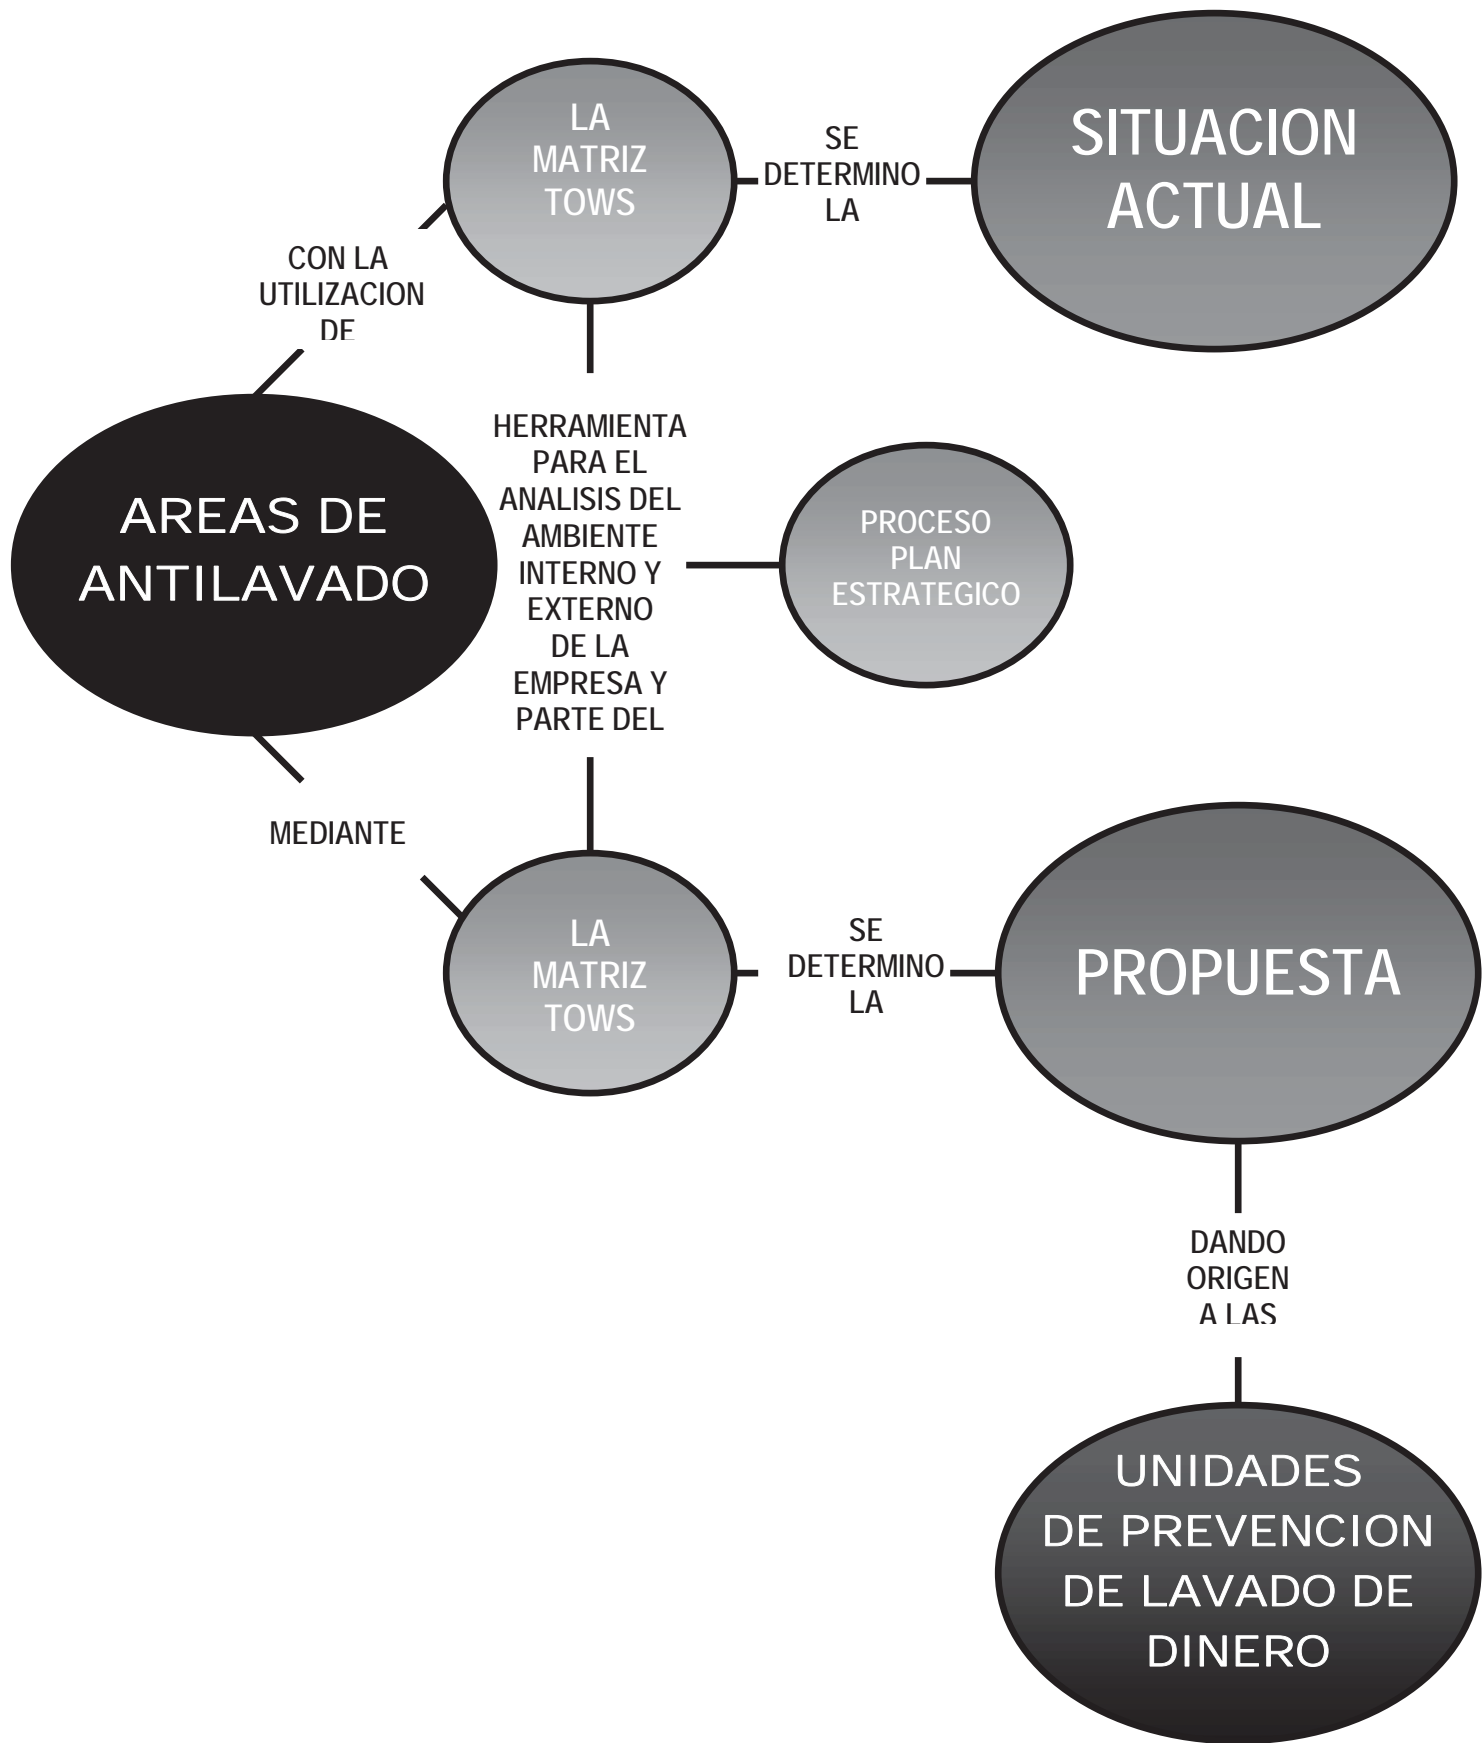 LA
MATRIZ
TOWS
SE
DETERMINO
LA
SITUACION
ACTUAL
CON LA
UTILIZACION
DE
AREAS DE
ANTILAVADO
HERRAMIENTA
PARA EL
ANALISIS DEL
AMBIENTE
INTERNO Y
EXTERNO
DE LA
EMPRESA Y
PARTE DEL
PROCESO
PLAN
ESTRATEGICO
MEDIANTE
LA
MATRIZ
TOWS
SE
DETERMINO
LA
PROPUESTA
DANDO
ORIGEN
A LAS
UNIDADES
DE PREVENCION
DE LAVADO DE
DINERO